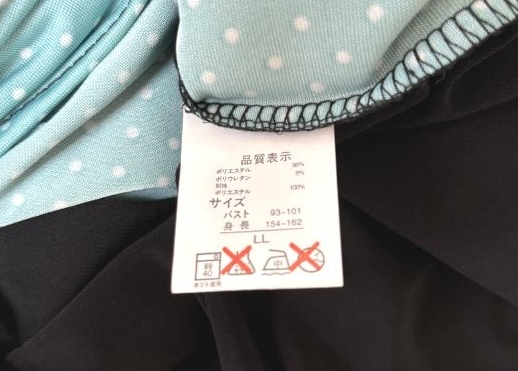 品質表示
ポリエステル 95%
ポリウレタン 5%
別布
ポリエステル 100%
サイズ
バスト 93-101
身長 154-162
LL
40
中
ネット使用